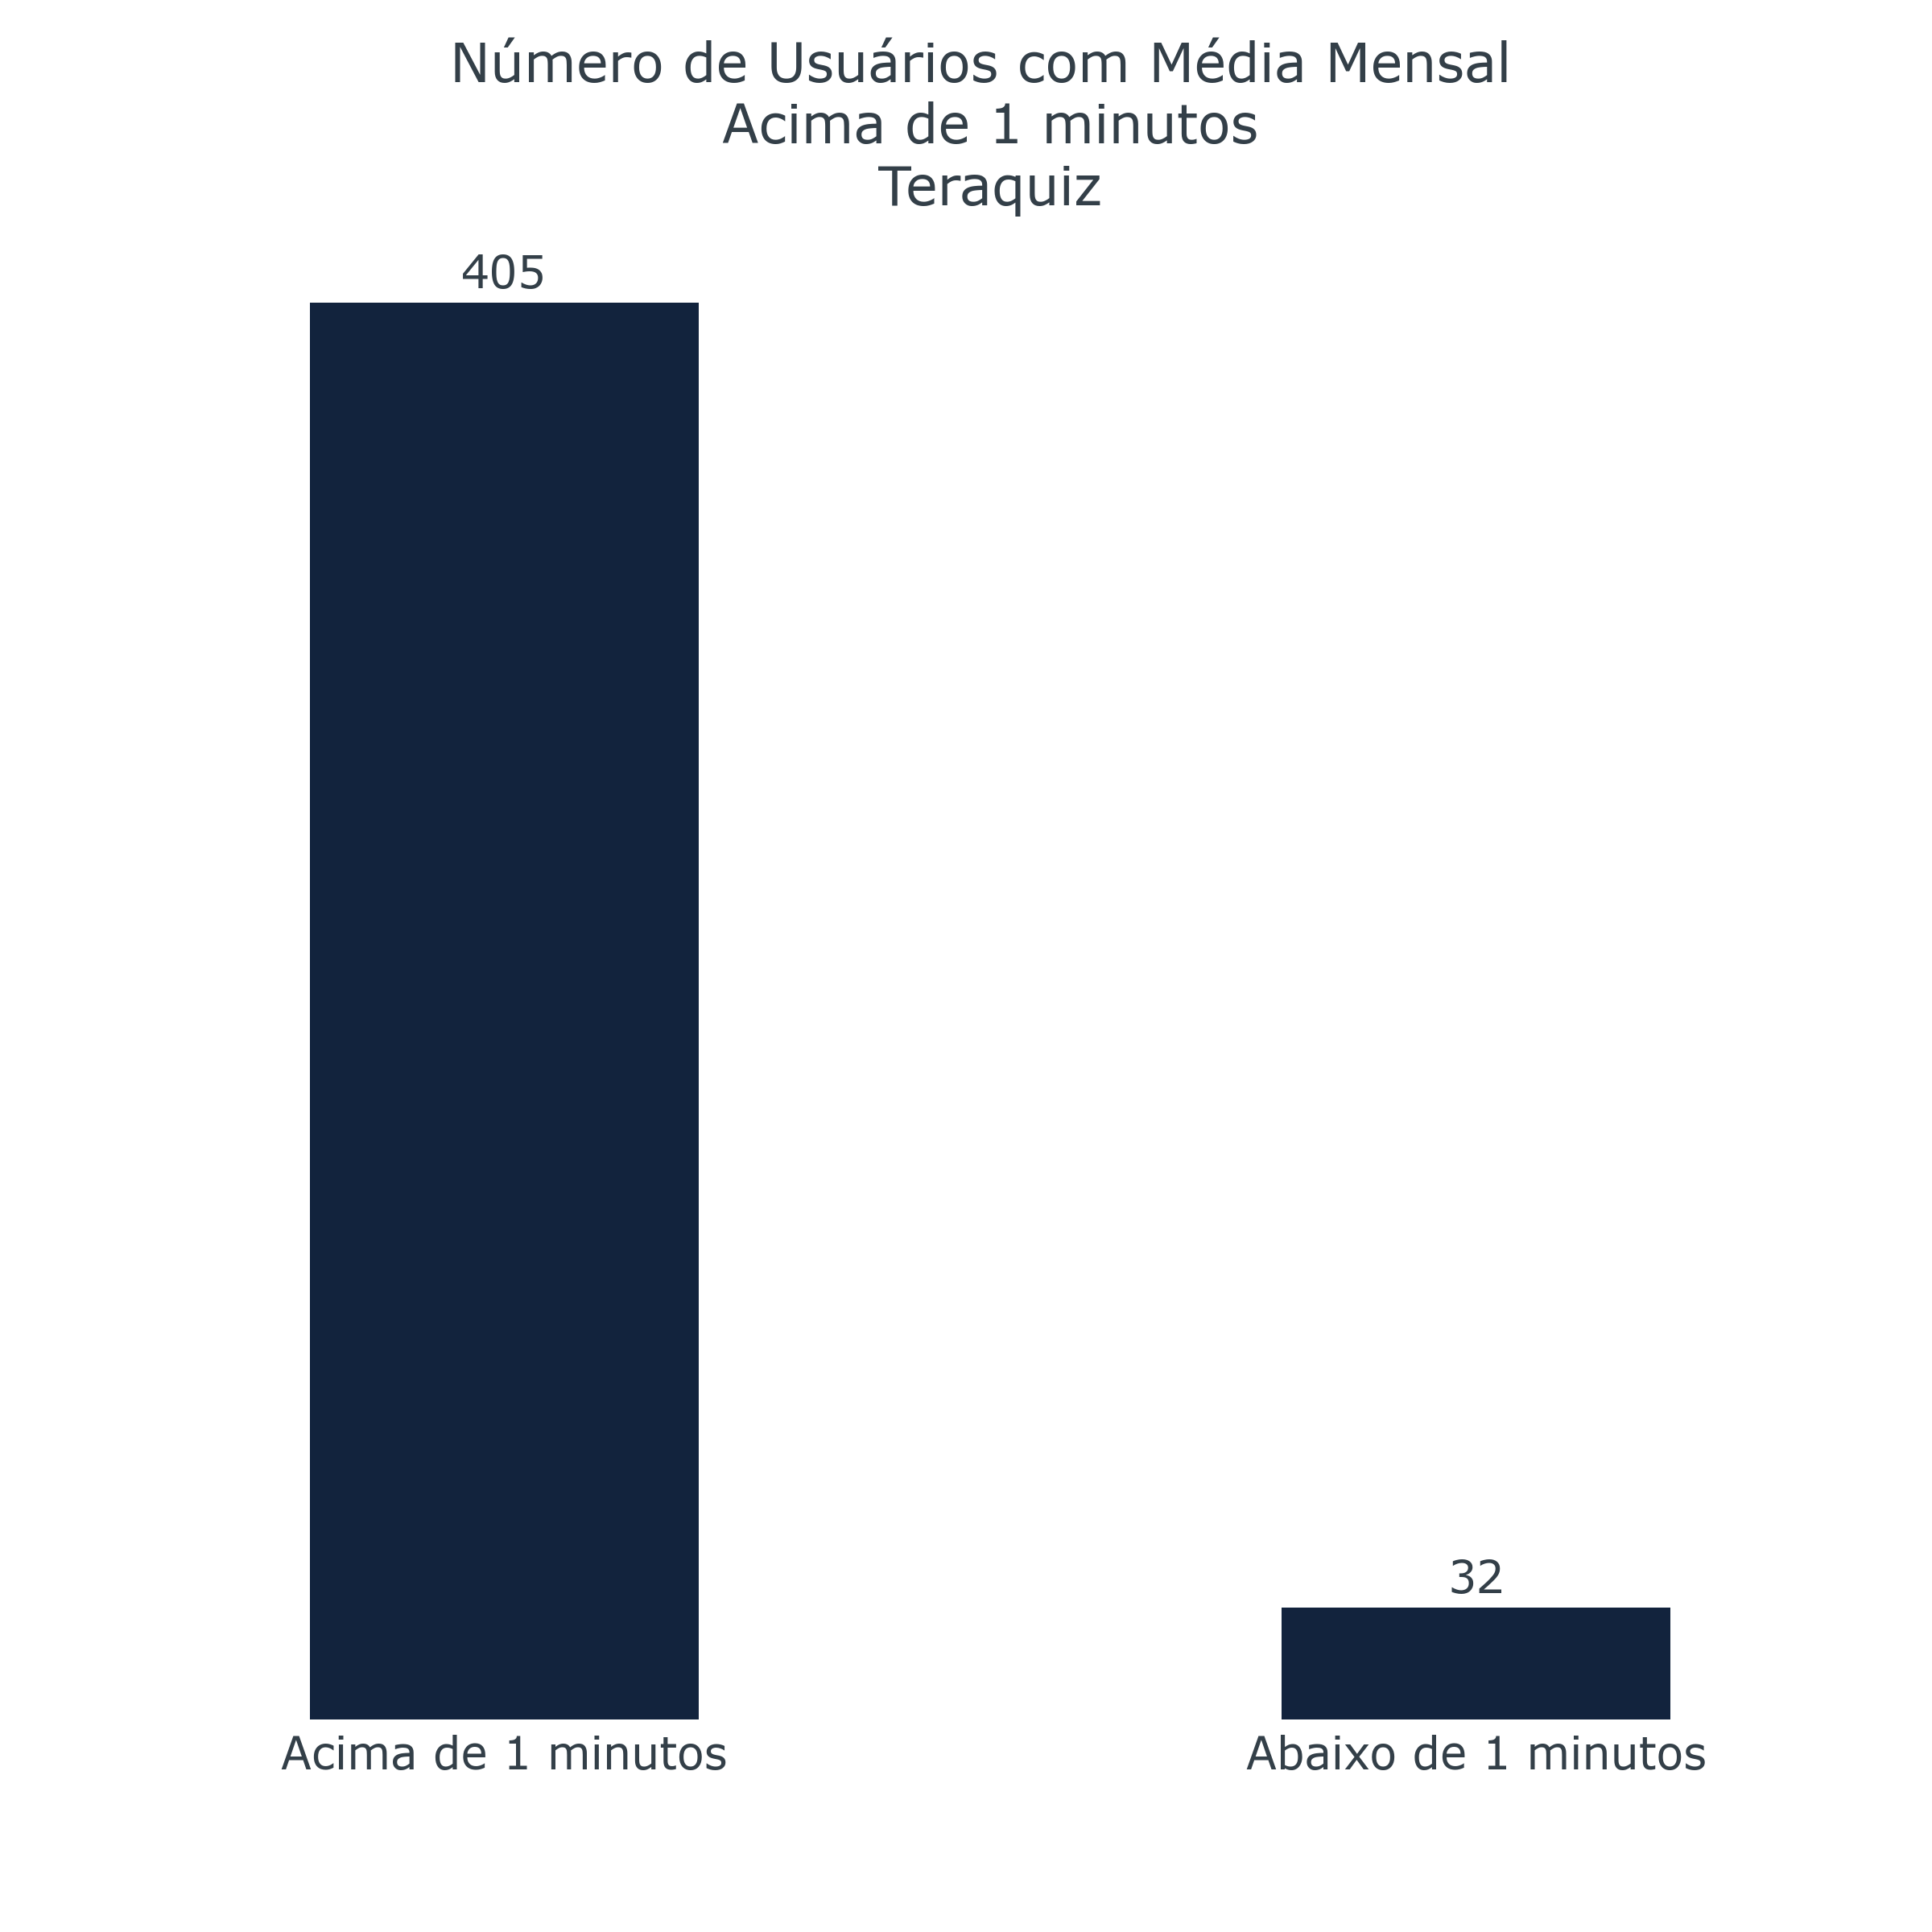 Número de Usuários com Média Mensal
Acima de 1 minutos
Teraquiz
405
32
Acima de 1 minutos
Abaixo de 1 minutos